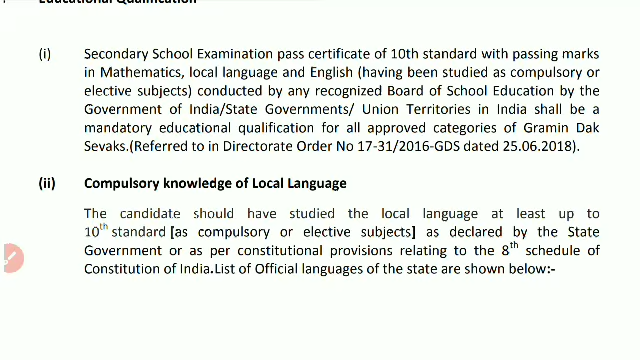 Educational Qualification
(i) Secondary School Examination pass certificate of 10th standard with passing marks
in Mathematics, local language and English (having been studied as compulsory or
elective subjects) conducted by any recognized Board of School Education by the
Government of India/State Governments/ Union Territories in India shall be a
mandatory educational qualification for all approved categories of Gramin Dak
Sevaks.(Referred to in Directorate Order No 17-31/2016-GDS dated 25.06.2018).
(ii) Compulsory knowledge of Local Language
The candidate should have studied the local language at least up to
10th standard [as compulsory or elective subjects] as declared by the State
Government or as per constitutional provisions relating to the 8th schedule of
Constitution of India.List of Official languages of the state are shown below:-